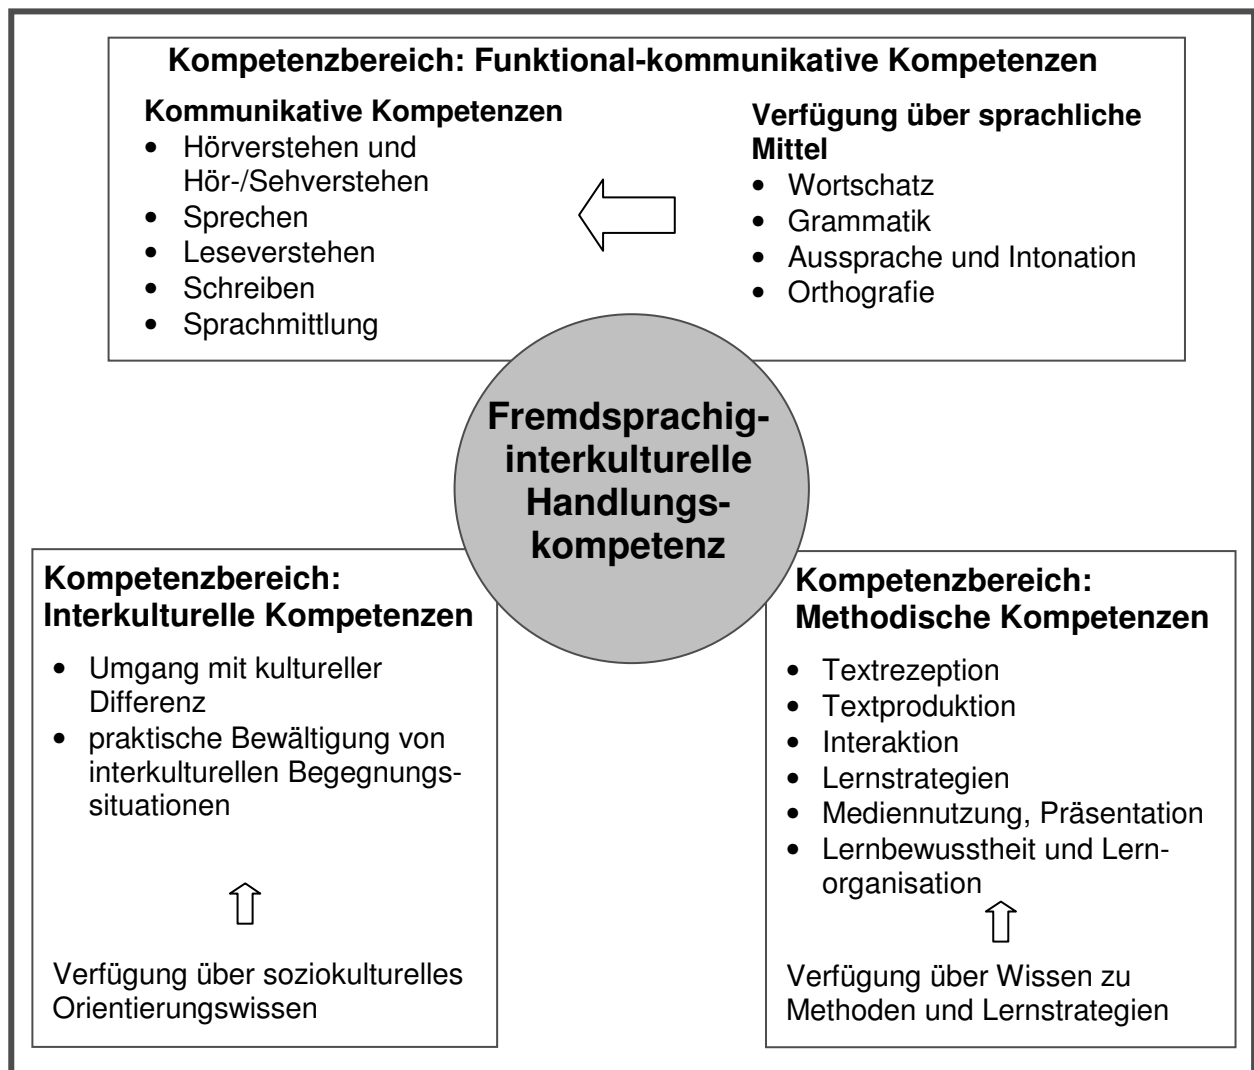 Kompetenzbereich: Funktional-kommunikative Kompetenzen
Kommunikative Kompetenzen
• Hörverstehen und
Hör-/Sehverstehen
• Sprechen
• Leseverstehen
• Schreiben
• Sprachmittlung
Verfügung über sprachliche
Mittel
• Wortschatz
• Grammatik
• Aussprache und Intonation
• Orthografie
Fremdsprachig-
interkulturelle
Handlungs-
kompetenz
Kompetenzbereich:
Interkulturelle Kompetenzen
• Umgang mit kultureller
Differenz
• praktische Bewältigung von
interkulturellen Begegnungs-
situationen
Verfügung über soziokulturelles
Orientierungswissen
Kompetenzbereich:
Methodische Kompetenzen
• Textrezeption
• Textproduktion
• Interaktion
• Lernstrategien
• Mediennutzung, Präsentation
• Lernbewusstheit und Lern-
organisation
Verfügung über Wissen zu
Methoden und Lernstrategien